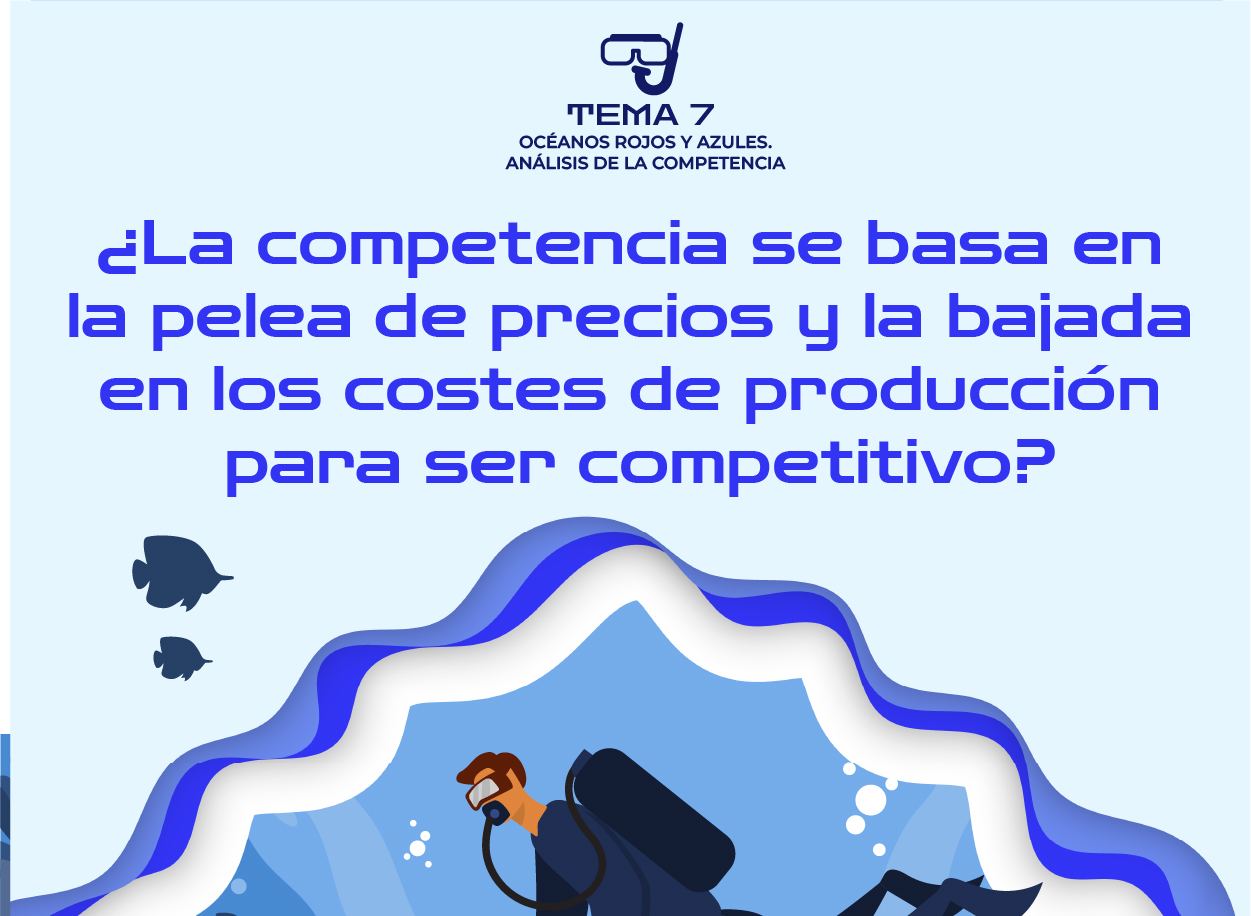 TEMA 7
OCÉANOS ROJOS Y AZULES.
ANÁLISIS DE LA COMPETENCIA
¿La competencia se basa en
la pelea de precios y la bajada
en los costes de producción
para ser competitivo?